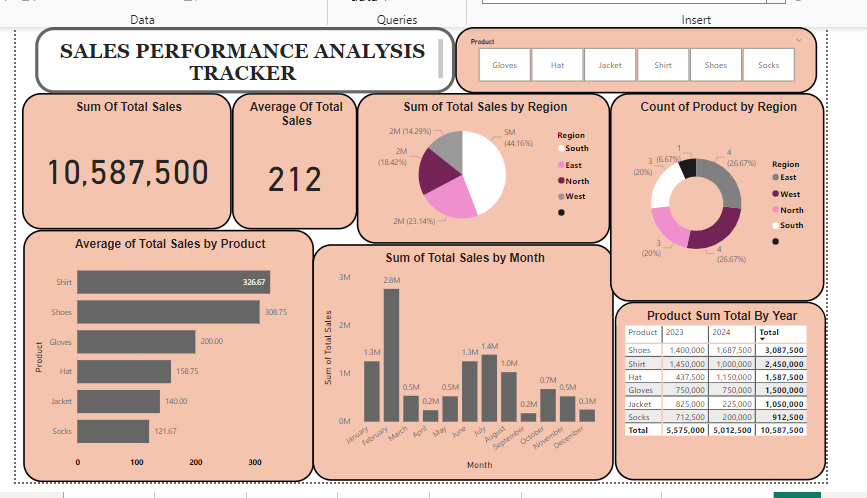 Data
Queries
Insert
SALES PERFORMANCE ANALYSIS
TRACKER
Product
Gloves
Hat
Jacket
Shirt
Shoes
Socks
Sum Of Total Sales
10,587,500
Average Of Total
Sales
212
Sum of Total Sales by Region
2M (14.29%)
2M
(18.42%)
2M (23.14%)
5M
(44.16%)
Region
South
East
North
West
Count of Product by Region
1
(6.67%)
3
(20%)
3
(20%)
4
(26.67%)
4
(26.67%)
Region
East
West
North
South
Average of Total Sales by Product
Product
Shirt 326.67
Shoes 308.75
Gloves 200.00
Hat 158.75
Jacket 140.00
Socks 121.67
0 100 200 300
Sum of Total Sales by Month
Sum of Total Sales
3M
2M
1M
0M
1.3M
2.8M
0.5M
0.2M
0.5M
1.3M
1.4M
1.0M
0.2M
0.7M
0.5M
0.3M
January
February
March
April
May
June
July
August
September
October
November
December
Month
Product Sum Total By Year
Product 2023 2024 Total
Shoes 1,400,000 1,687,500 3,087,500
Shirt 1,450,000 1,000,000 2,450,000
Hat 437,500 1,150,000 1,587,500
Gloves 750,000 750,000 1,500,000
Jacket 825,000 225,000 1,050,000
Socks 712,500 200,000 912,500
Total 5,575,000 5,012,500 10,587,500